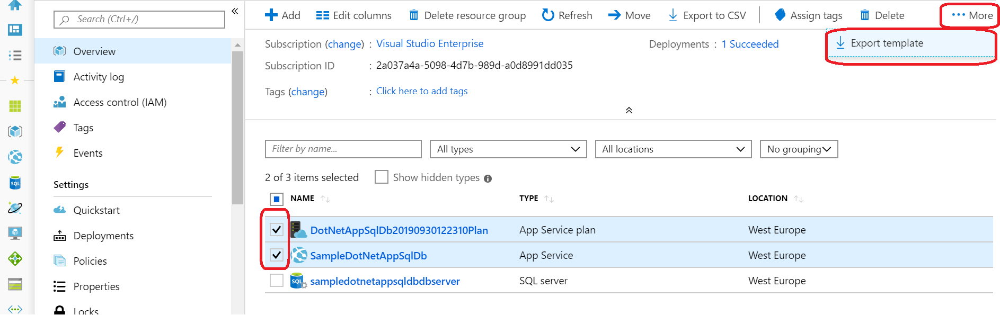 Search (Ctrl+/)
«
Overview
Activity log
Access control (IAM)
Tags
Events
Settings
Quickstart
Deployments
Policies
Properties
Locks
Add Edit columns Delete resource group Refresh Move Export to CSV Assign tags Delete ··· More
Export template
Subscription (change) : Visual Studio Enterprise Deployments : 1 Succeeded
Subscription ID : 2a037a4a-5098-4d7b-989d-a0d8991dd035
Tags (change) : Click here to add tags
Filter by name... All types All locations No grouping
2 of 3 items selected Show hidden types
NAME TYPE LOCATION
DotNetAppSqlDb20190930122310Plan App Service plan West Europe
SampleDotNetAppSqlDb App Service West Europe
SQL sampledotnetappsqldbdbserver SQL server West Europe
SQL